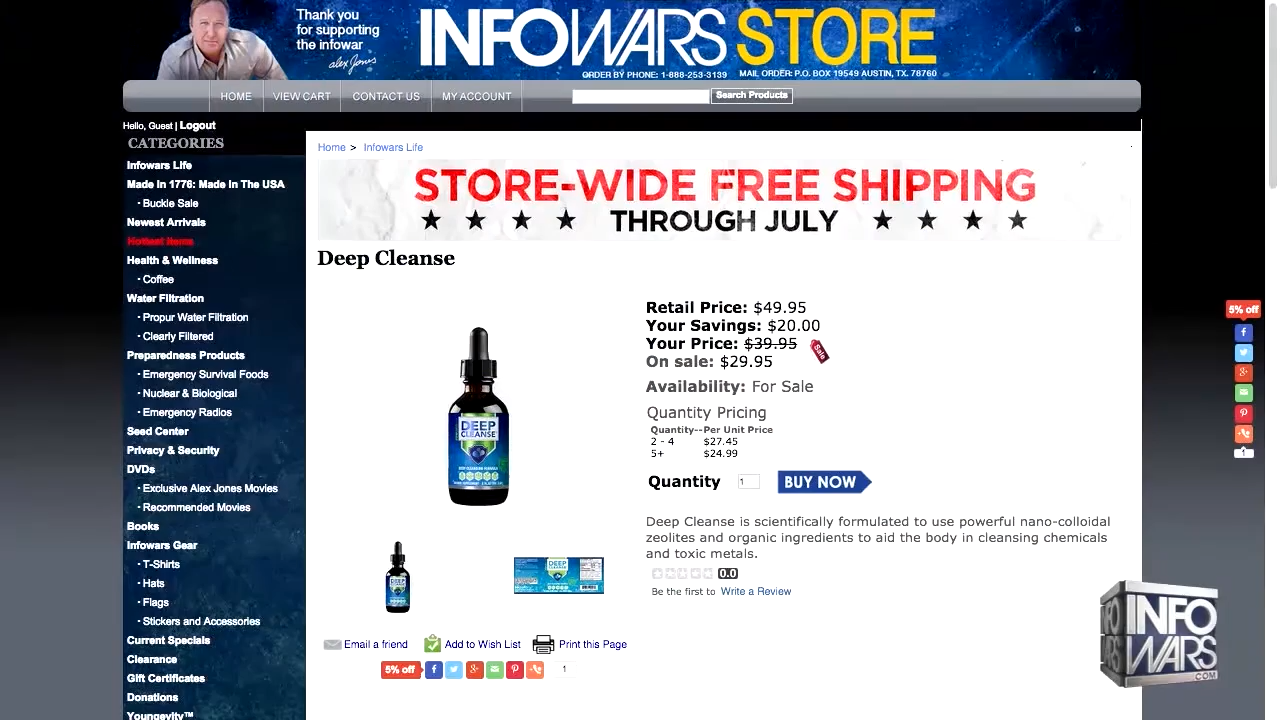 Thank you
for supporting
the infowar
alex Jones
INFOWARS STORE
ORDER BY PHONE: 1-888-253-3139 MAIL ORDER: P.O. BOX 19549 AUSTIN, TX. 78760
HOME VIEW CART CONTACT US MY ACCOUNT Search Products
Hello, Guest | Logout
CATEGORIES
Infowars Life
Made In 1776: Made In The USA
· Buckle Sale
Newest Arrivals
Hottest Items
Health & Wellness
· Coffee
Water Filtration
· Propur Water Filtration
· Clearly Filtered
Preparedness Products
· Emergency Survival Foods
· Nuclear & Biological
· Emergency Radios
Seed Center
Privacy & Security
DVDs
· Exclusive Alex Jones Movies
· Recommended Movies
Books
Infowars Gear
· T-Shirts
· Hats
· Flags
· Stickers and Accessories
Current Specials
Clearance
Gift Certificates
Donations
Youngevity™
Home > Infowars Life
STORE-WIDE FREE SHIPPING
THROUGH JULY
Deep Cleanse
DEEP
CLEANSE
Retail Price: $49.95
Your Savings: $20.00
Your Price: $39.95
Sale
On sale: $29.95
Availability: For Sale
Quantity Pricing
Quantity--Per Unit Price
2 - 4 $27.45
5+ $24.99
Quantity 1 BUY NOW
Deep Cleanse is scientifically formulated to use powerful nano-colloidal
zeolites and organic ingredients to aid the body in cleansing chemicals
and toxic metals.
0.0
Be the first to Write a Review
Email a friend Add to Wish List Print this Page
5% off 1
5% off
1
INFO
WARS
.COM